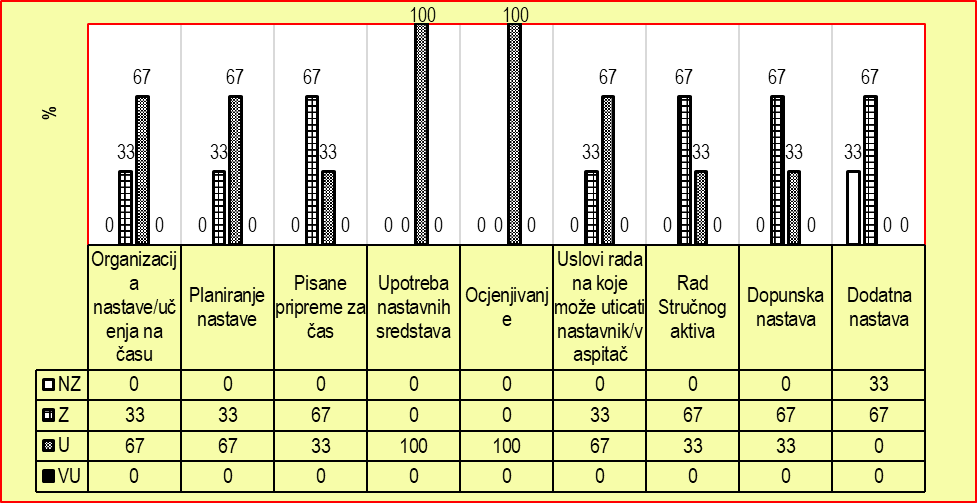 100 100
67 67 67 67 67 67 67
33 33 33 33 33 33 33
0 0 0 0 0 0 0 0 0 0 0 0 0 0 0 0 0 0 0 0
%
Organizacij
a
nastave/uč
enja na
času
Planiranje
nastave
Pisane
pripreme za
čas
Upotreba
nastavnih
sredstava
Ocjenjivanj
e
Uslovi rada
na koje
može uticati
nastavnik/v
aspitač
Rad
Stručnog
aktiva
Dopunska
nastava
Dodatna
nastava
NZ 0 0 0 0 0 0 0 0 33
Z 33 33 67 0 0 33 67 67 67
U 67 67 33 100 100 67 33 33 0
VU 0 0 0 0 0 0 0 0 0